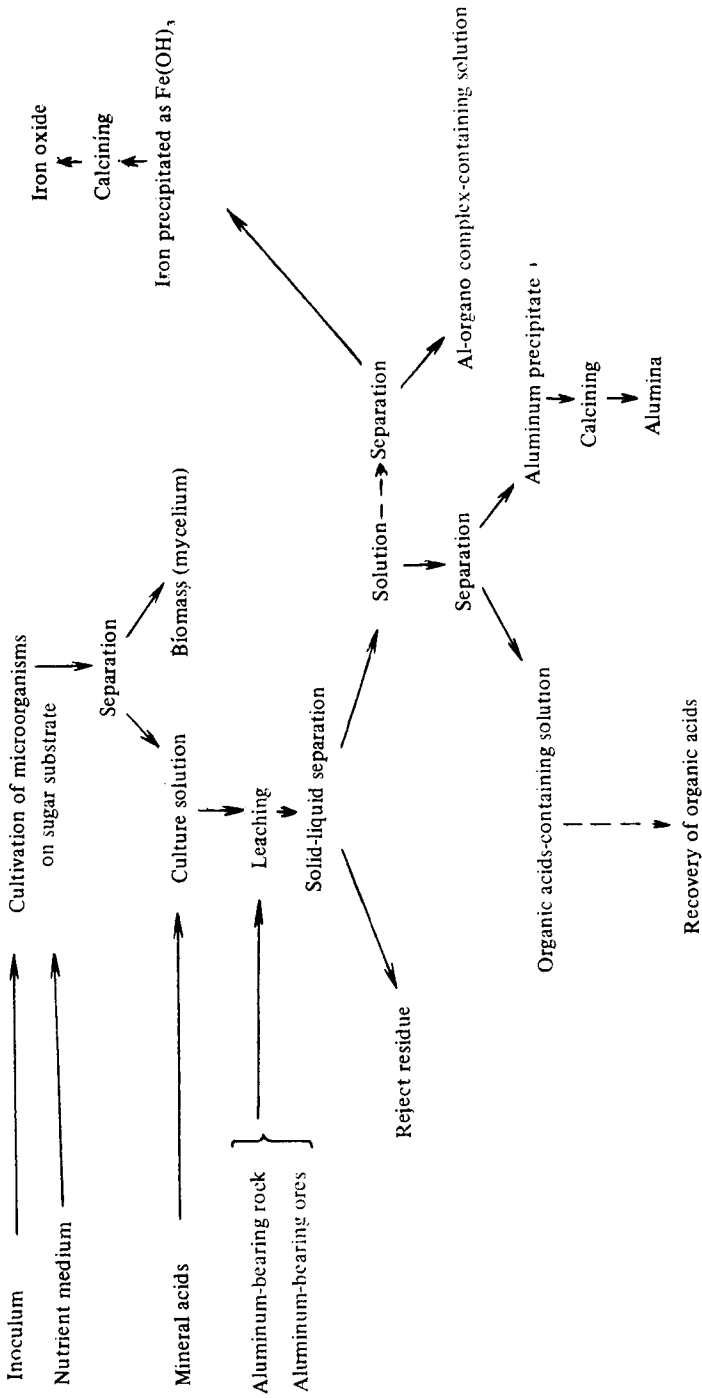 Inoculum
Nutrient medium
Cultivation of microorganisms
on sugar substrate
Separation
Biomass (mycelium)
Mineral acids
Culture solution
Aluminum-bearing rock
Aluminum-bearing ores
Leaching
Solid-liquid separation
Reject residue
Solution
Separation
Iron precipitated as Fe(OH)₃
Calcining
Iron oxide
Al-organo complex-containing solution
Separation
Aluminum precipitate
Calcining
Alumina
Organic acids-containing solution
Recovery of organic acids